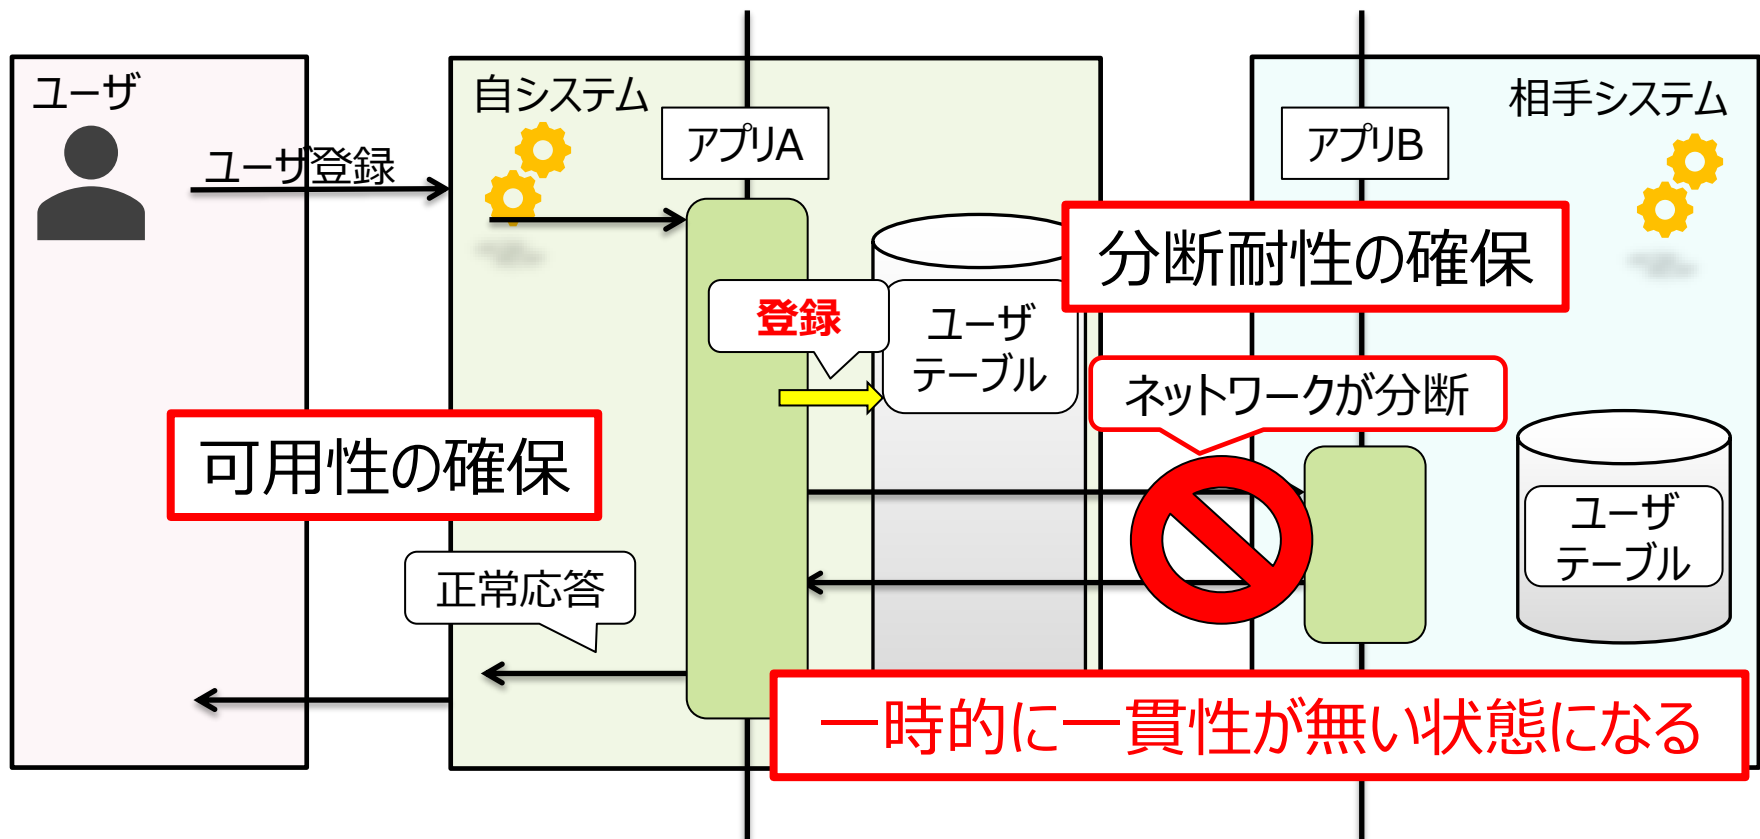 ユーザ
自システム
相手システム
アプリA
アプリB
ユーザ登録
分断耐性の確保
登録
ユーザ
テーブル
ネットワークが分断
可用性の確保
ユーザ
テーブル
正常応答
一時的に一貫性が無い状態になる